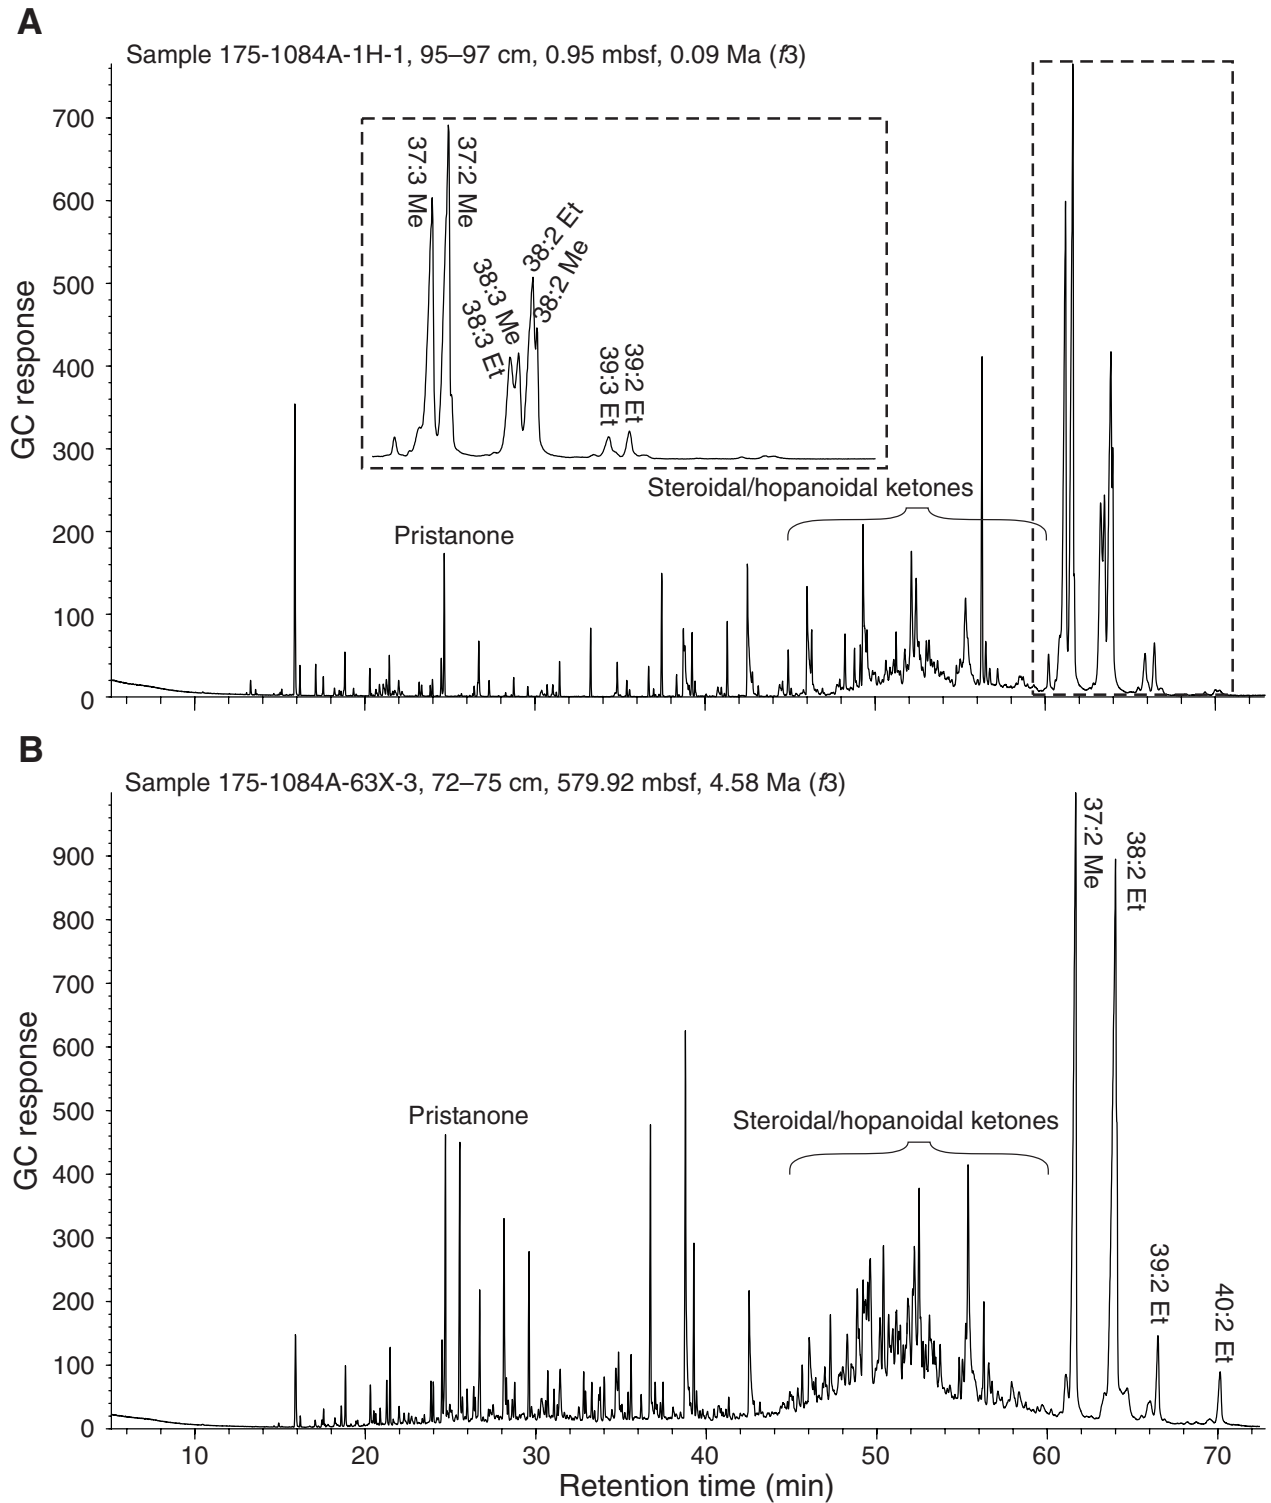 A
Sample 175-1084A-1H-1, 95–97 cm, 0.95 mbsf, 0.09 Ma (f3)
GC response
700
600
500
400
300
200
100
0
37:3 Me
37:2 Me
38:3 Et
38:3 Me
38:2 Et
38:2 Me
39:3 Et
39:2 Et
Pristanone
Steroidal/hopanoidal ketones
B
Sample 175-1084A-63X-3, 72–75 cm, 579.92 mbsf, 4.58 Ma (f3)
GC response
900
800
700
600
500
400
300
200
100
0
Pristanone
Steroidal/hopanoidal ketones
37:2 Me
38:2 Et
39:2 Et
40:2 Et
10 20 30 40 50 60 70
Retention time (min)